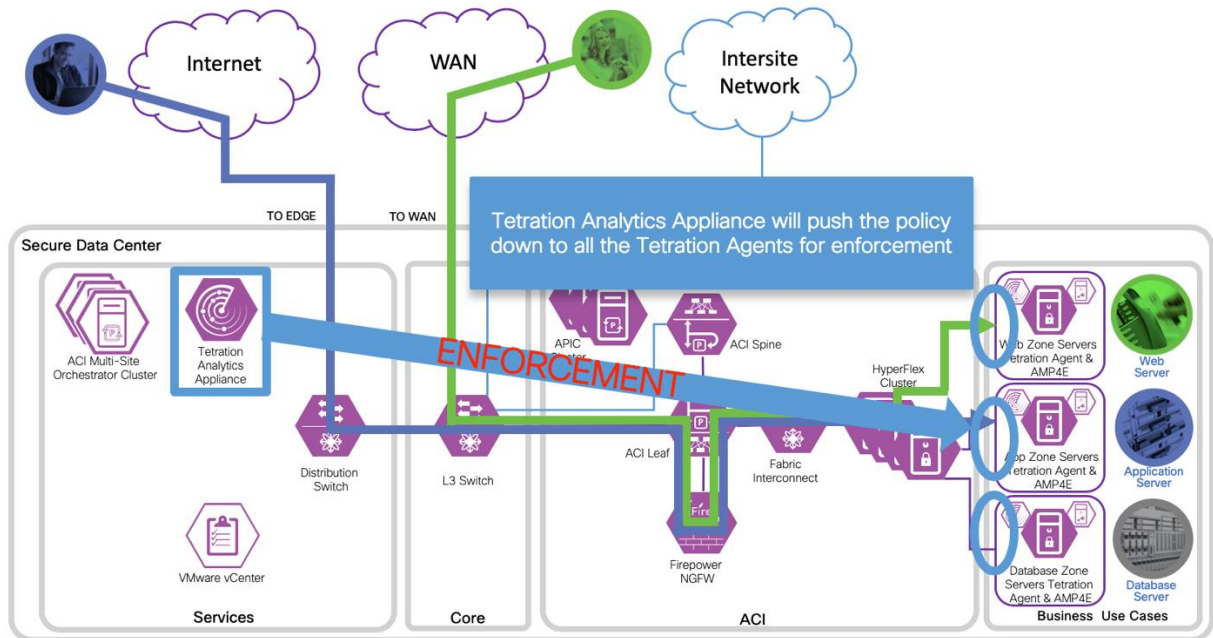 Internet
WAN
Intersite
Network
TO EDGE
TO WAN
Tetration Analytics Appliance will push the policy
down to all the Tetration Agents for enforcement
Secure Data Center
ACI Multi-Site
Orchestrator Cluster
Tetration
Analytics
Appliance
Distribution
Switch
VMware vCenter
Services
L3 Switch
Core
APIC
ACI Spine
ENFORCEMENT
P
ACI Leaf
Fire
Firepower
NGFW
Fabric
Interconnect
HyperFlex
Cluster
ACI
Web Zone Servers
Tetration Agent &
AMP4E
Web
Server
App Zone Servers
Tetration Agent &
AMP4E
Application
Server
Database Zone
Servers Tetration
Agent & AMP4E
Database
Server
Business Use Cases